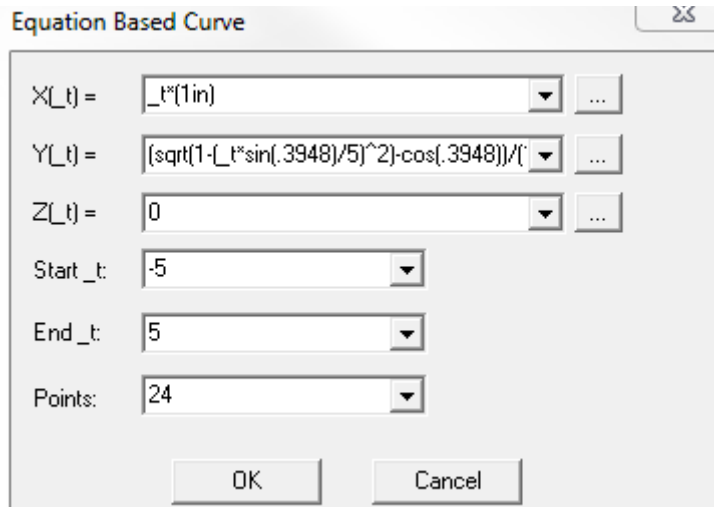 Equation Based Curve
X(_t) = _t*(1in) ...
Y(_t) = (sqrt(1-(_t*sin(.3948)/5)^2)-cos(.3948))/( ...
Z(_t) = 0 ...
Start _t: -5
End _t: 5
Points: 24
OK Cancel